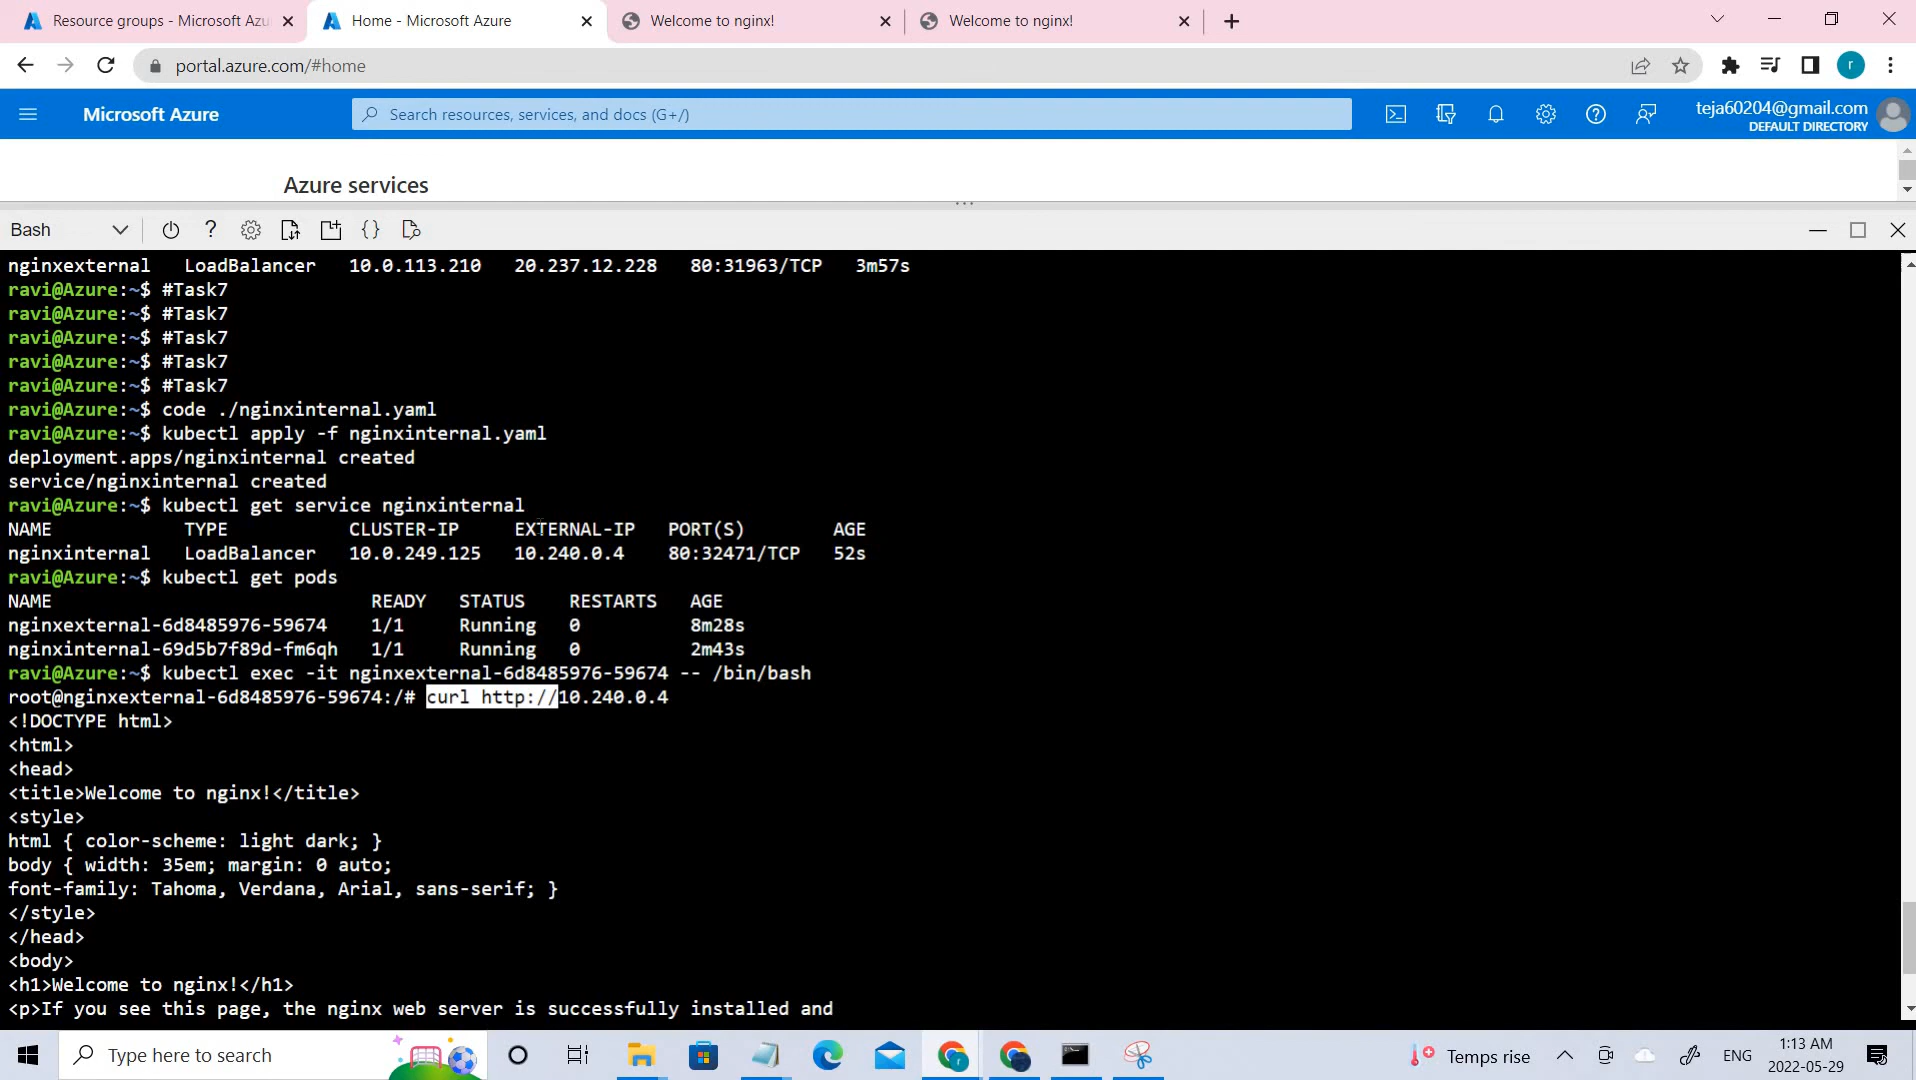 Resource groups - Microsoft Azu
Home - Microsoft Azure
Welcome to nginx!
Welcome to nginx!
portal.azure.com/#home
r
Microsoft Azure
Search resources, services, and docs (G+/)
teja60204@gmail.com
DEFAULT DIRECTORY
Azure services
Bash
nginxexternal LoadBalancer 10.0.113.210 20.237.12.228 80:31963/TCP 3m57s
ravi@Azure:~$ #Task7
ravi@Azure:~$ #Task7
ravi@Azure:~$ #Task7
ravi@Azure:~$ #Task7
ravi@Azure:~$ #Task7
ravi@Azure:~$ code ./nginxinternal.yaml
ravi@Azure:~$ kubectl apply -f nginxinternal.yaml
deployment.apps/nginxinternal created
service/nginxinternal created
ravi@Azure:~$ kubectl get service nginxinternal
NAME TYPE CLUSTER-IP EXTERNAL-IP PORT(S) AGE
nginxinternal LoadBalancer 10.0.249.125 10.240.0.4 80:32471/TCP 52s
ravi@Azure:~$ kubectl get pods
NAME READY STATUS RESTARTS AGE
nginxexternal-6d8485976-59674 1/1 Running 0 8m28s
nginxinternal-69d5b7f89d-fm6qh 1/1 Running 0 2m43s
ravi@Azure:~$ kubectl exec -it nginxexternal-6d8485976-59674 -- /bin/bash
root@nginxexternal-6d8485976-59674:/# curl http://10.240.0.4
<!DOCTYPE html>
<html>
<head>
<title>Welcome to nginx!</title>
<style>
html { color-scheme: light dark; }
body { width: 35em; margin: 0 auto;
font-family: Tahoma, Verdana, Arial, sans-serif; }
</style>
</head>
<body>
<h1>Welcome to nginx!</h1>
<p>If you see this page, the nginx web server is successfully installed and
Type here to search
Temps rise
ENG
1:13 AM
2022-05-29